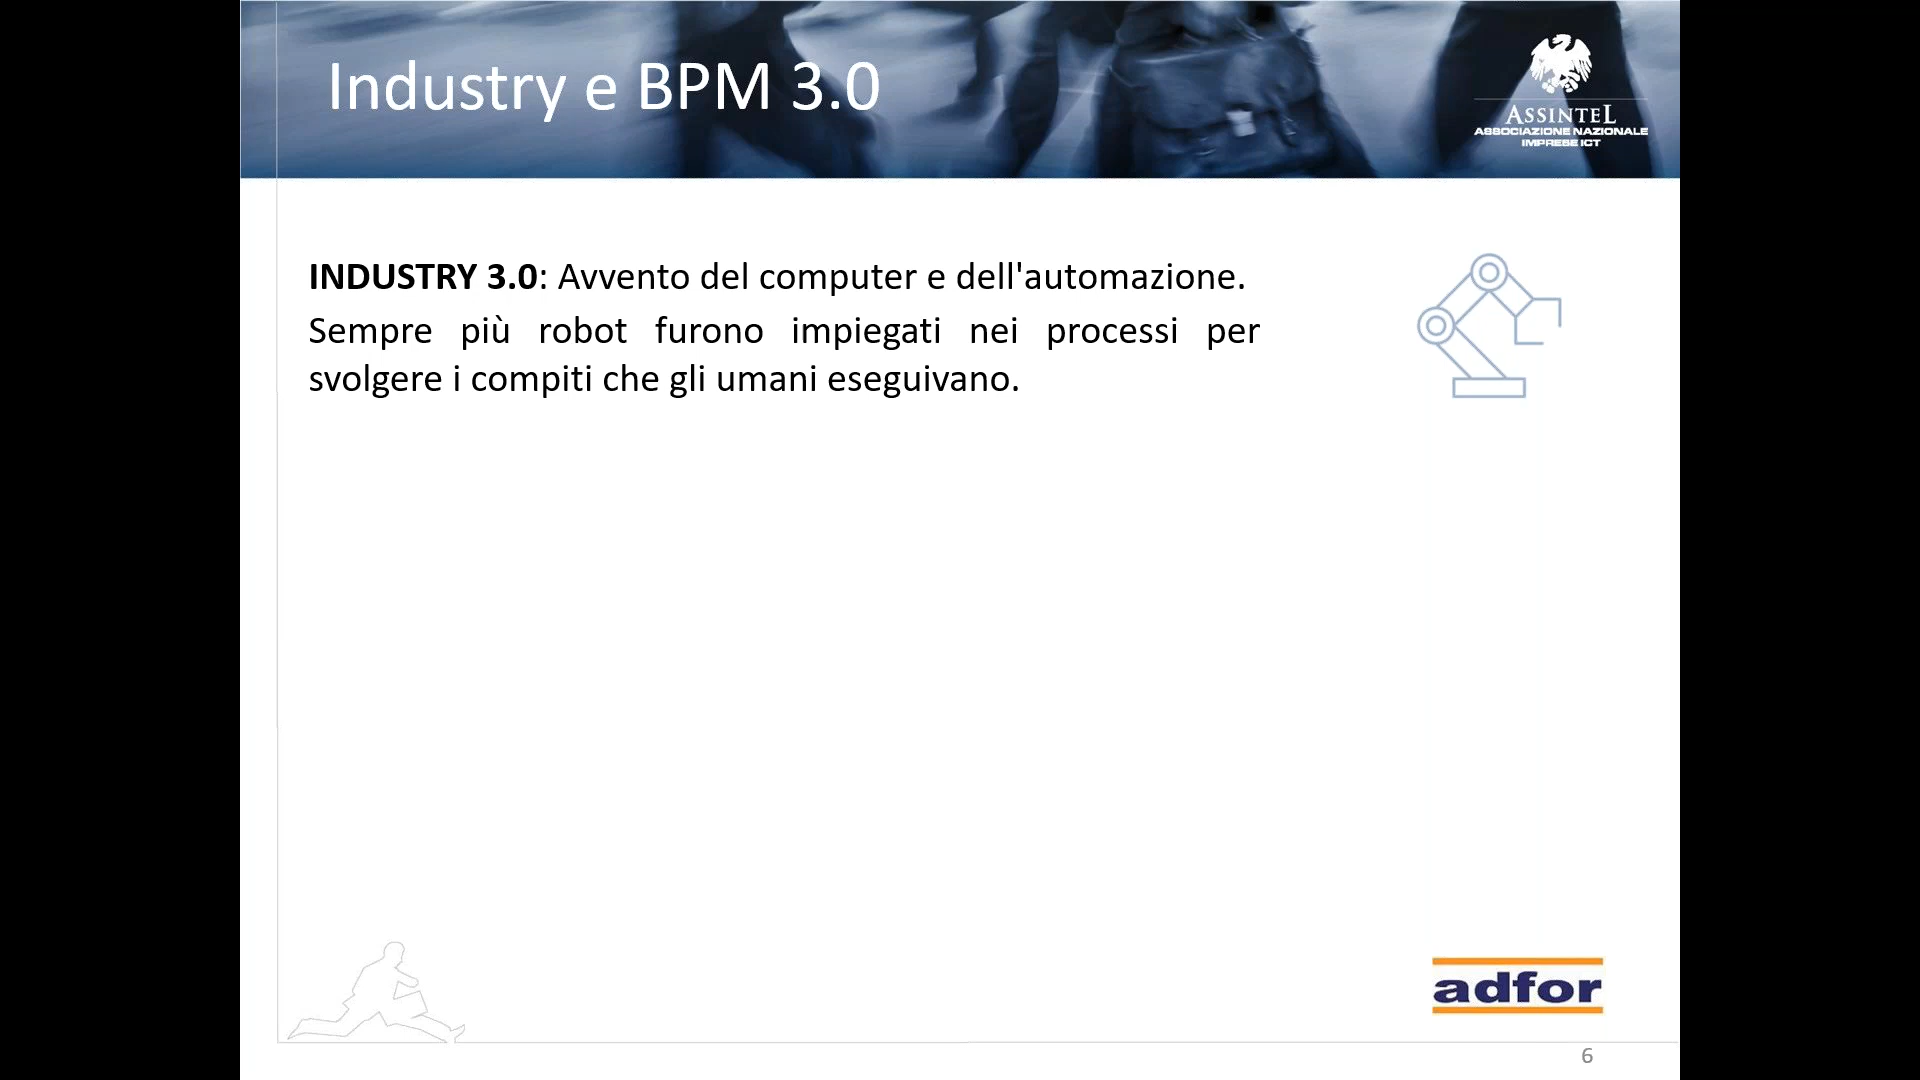 Industry e BPM 3.0
ASSINTEL
ASSOCIAZIONE NAZIONALE
IMPRESE ICT
INDUSTRY 3.0: Avvento del computer e dell'automazione.
Sempre più robot furono impiegati nei processi per
svolgere i compiti che gli umani eseguivano.
adfor
6